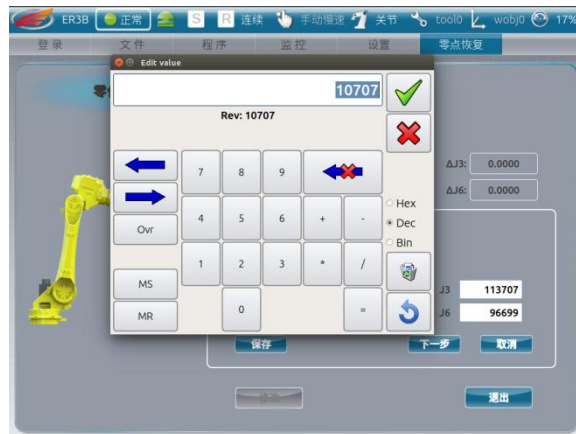 ER3B 正常 S R 连续 手动慢速 关节 tool0 wobj0 17%
登录 文件 程序 监控 设置 零点恢复
Edit value
10707
Rev: 10707
7 8 9
Ovr 4 5 6 + -
Hex
Dec
Bin
MS 1 2 3 * /
MR 0 =
ΔJ3: 0.0000
ΔJ6: 0.0000
J3 113707
J6 96699
保存 下一步 取消
退出